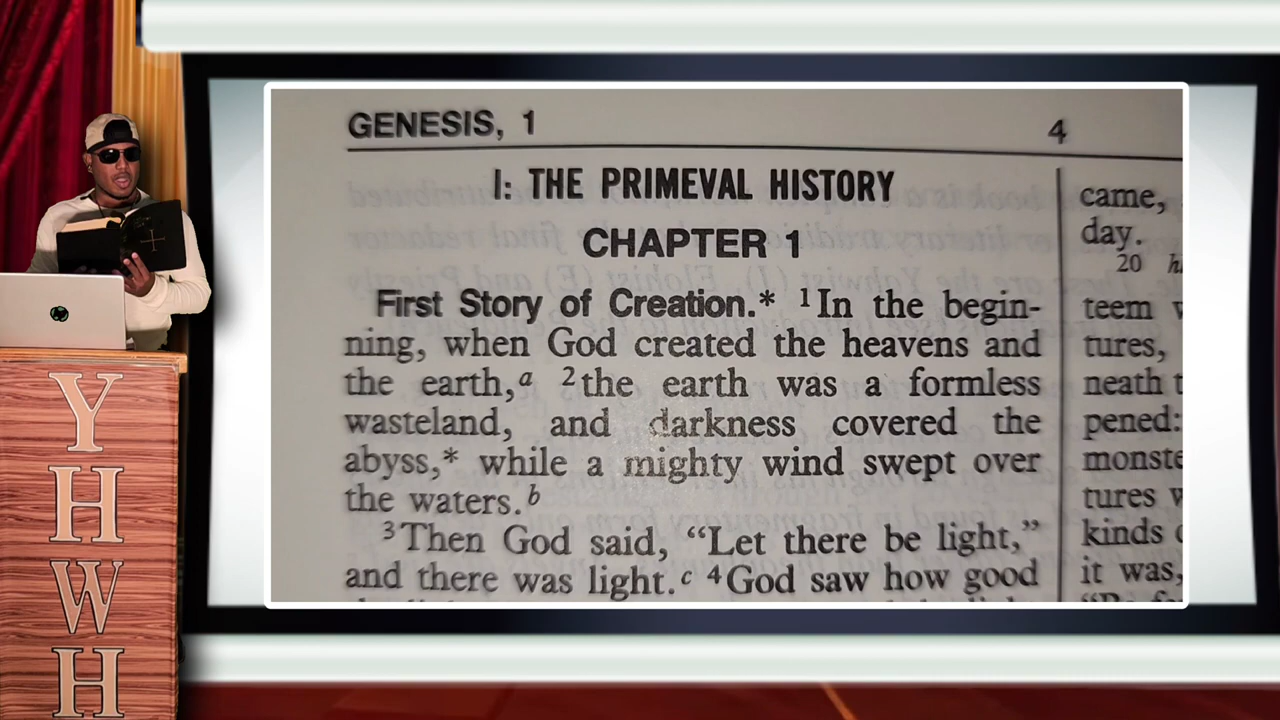 Y
H
W
H
GENESIS, 1
4
I: THE PRIMEVAL HISTORY
CHAPTER 1
First Story of Creation.* 1In the begin-
ning, when God created the heavens and
the earth,a 2the earth was a formless
wasteland, and darkness covered the
abyss,* while a mighty wind swept over
the waters.b
3Then God said, “Let there be light,”
and there was light.c 4God saw how good
came,
day.
20
teem
tures,
neath
pened:
tures
kinds
it was,